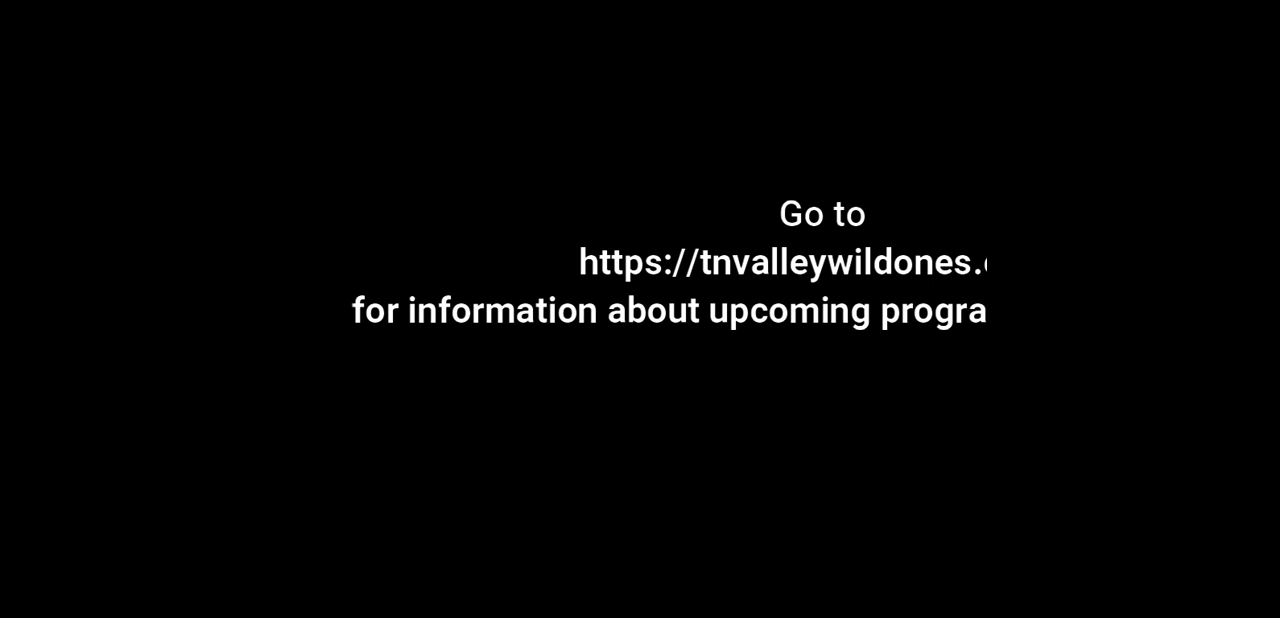 Go to
https://tnvalleywildones.
for information about upcoming progra